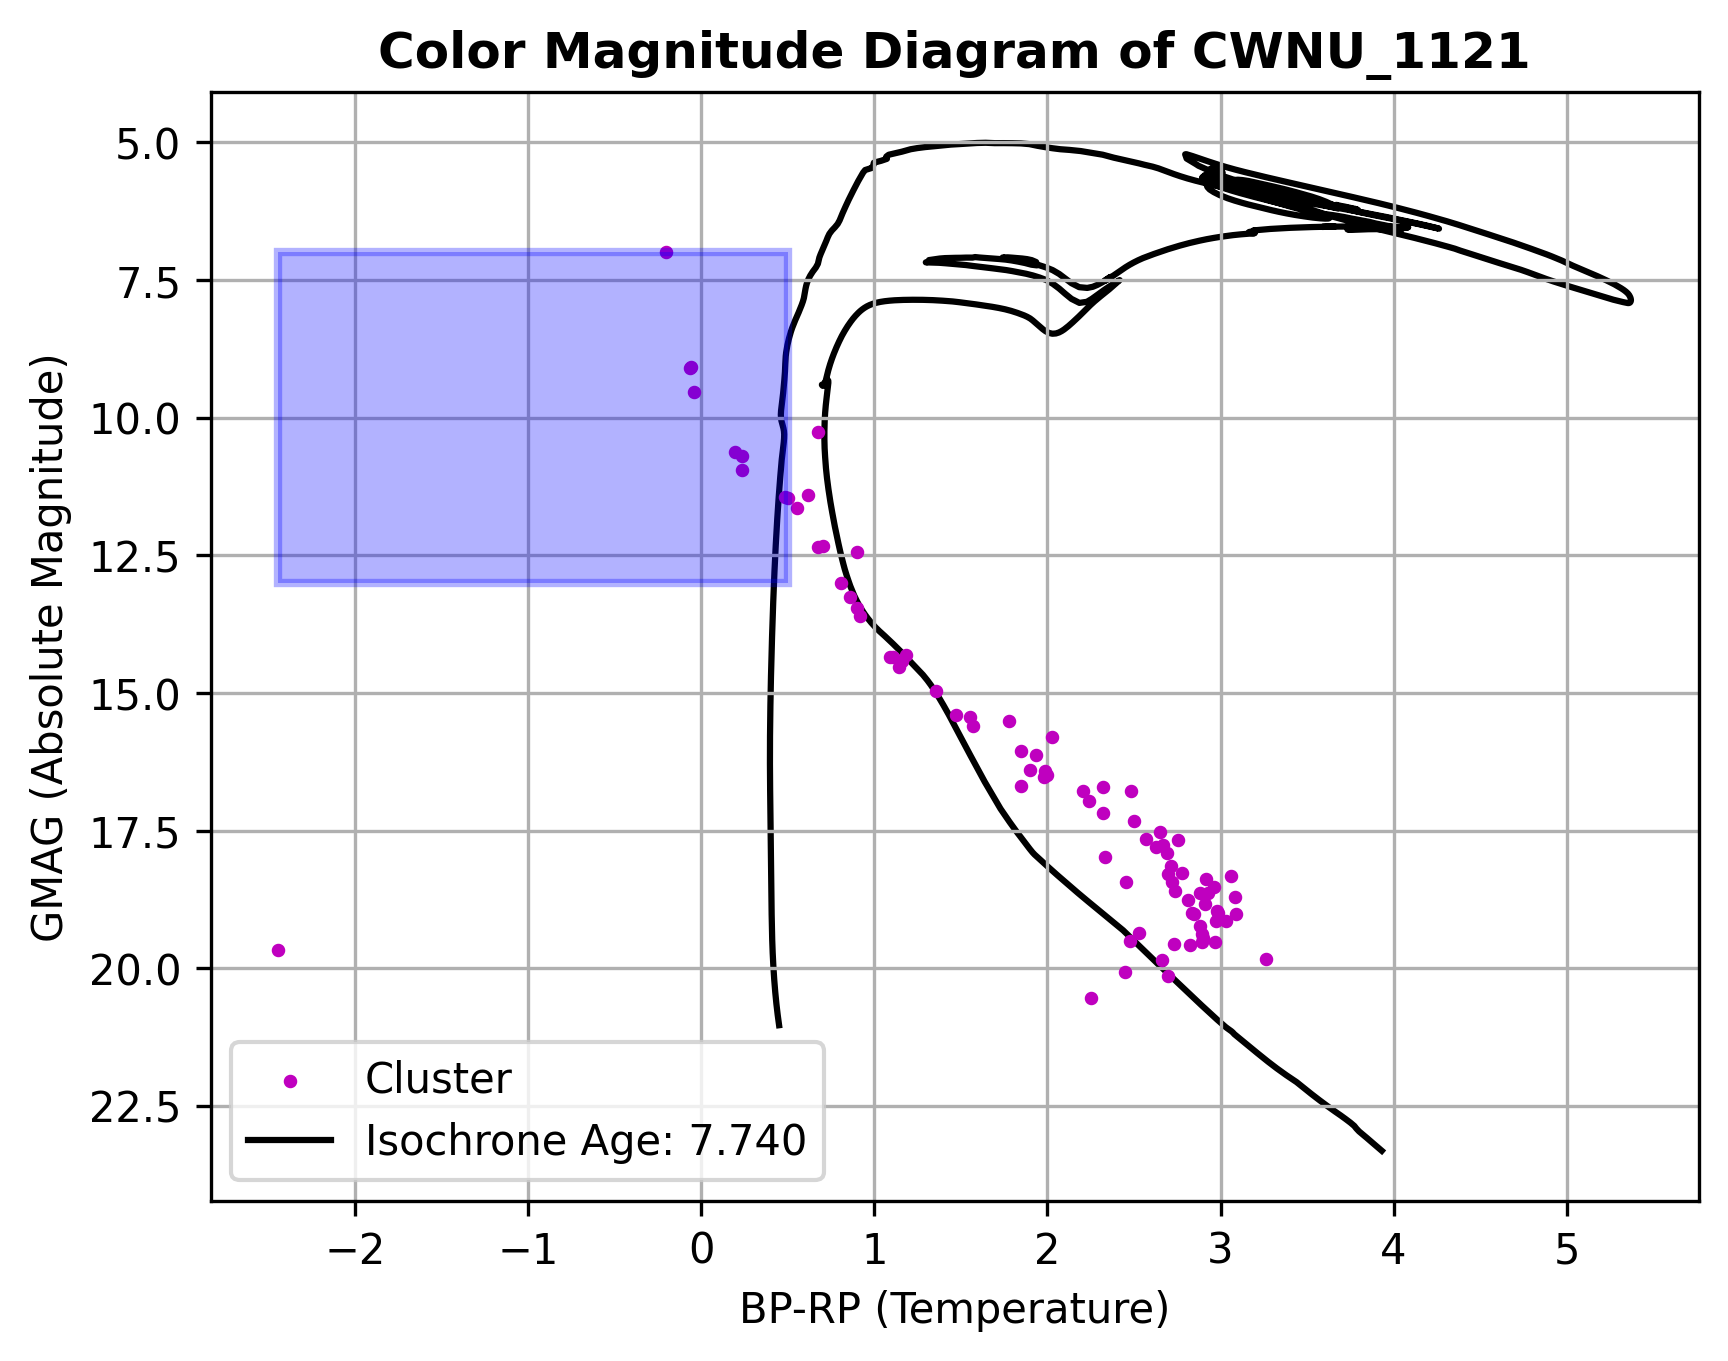 Color Magnitude Diagram of CWNU_1121
GMAG (Absolute Magnitude)
5.0
7.5
10.0
12.5
15.0
17.5
20.0
22.5
Cluster
Isochrone Age: 7.740
−2 −1 0 1 2 3 4 5
BP-RP (Temperature)